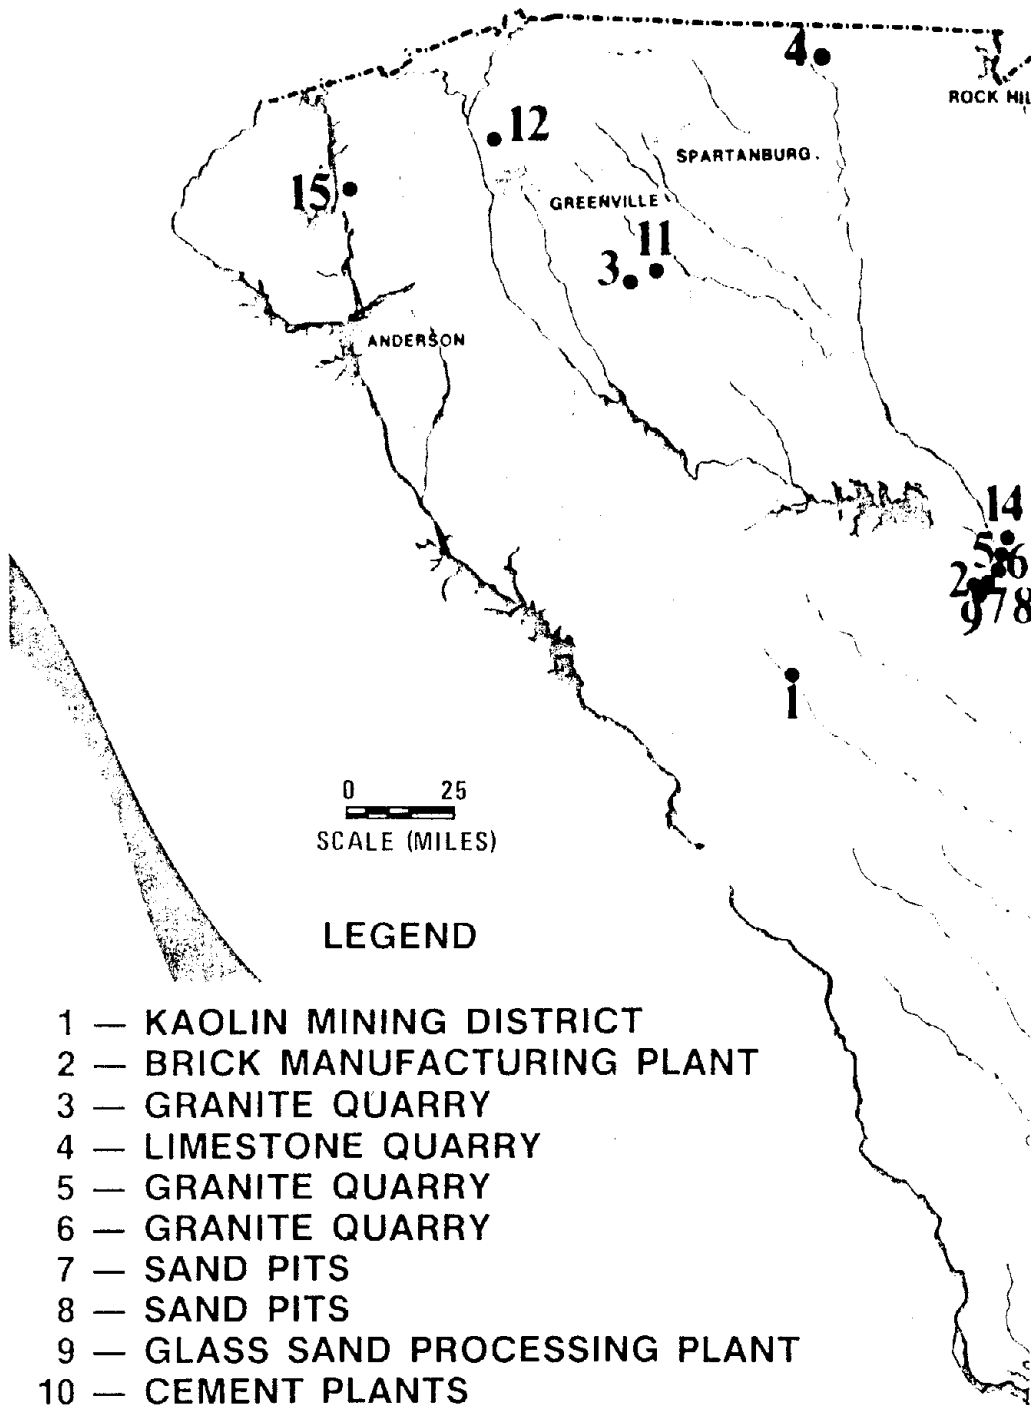 4
ROCK HIL
12
SPARTANBURG.
15
GREENVILLE
11
3
ANDERSON
14
5
6
2
9
7 8
1
0 25
SCALE (MILES)
LEGEND
1 — KAOLIN MINING DISTRICT
2 — BRICK MANUFACTURING PLANT
3 — GRANITE QUARRY
4 — LIMESTONE QUARRY
5 — GRANITE QUARRY
6 — GRANITE QUARRY
7 — SAND PITS
8 — SAND PITS
9 — GLASS SAND PROCESSING PLANT
10 — CEMENT PLANTS